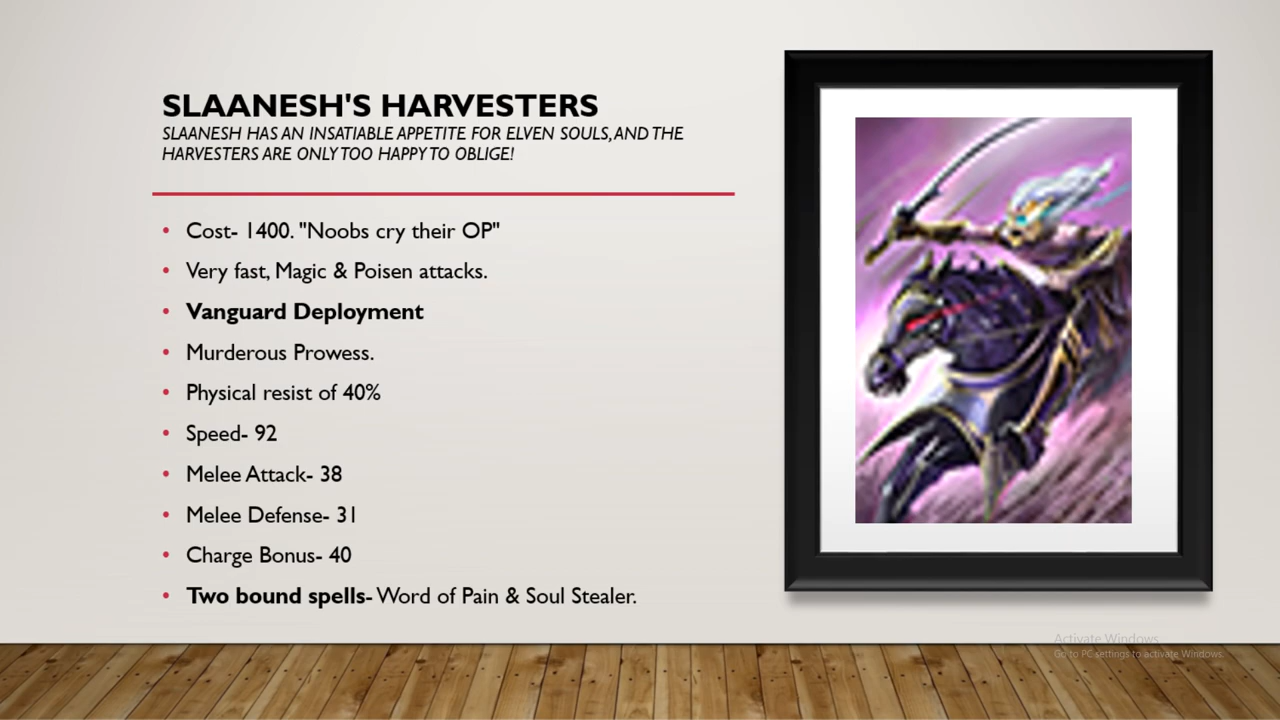 SLAANESH'S HARVESTERS
SLAANESH HAS AN INSATIABLE APPETITE FOR ELVEN SOULS, AND THE
HARVESTERS ARE ONLY TOO HAPPY TO OBLIGE!
• Cost- 1400. "Noobs cry their OP"
• Very fast, Magic & Poisen attacks.
• Vanguard Deployment
• Murderous Prowess.
• Physical resist of 40%
• Speed- 92
• Melee Attack- 38
• Melee Defense- 31
• Charge Bonus- 40
• Two bound spells- Word of Pain & Soul Stealer.
Activate Windows
Go to PC settings to activate Windows.